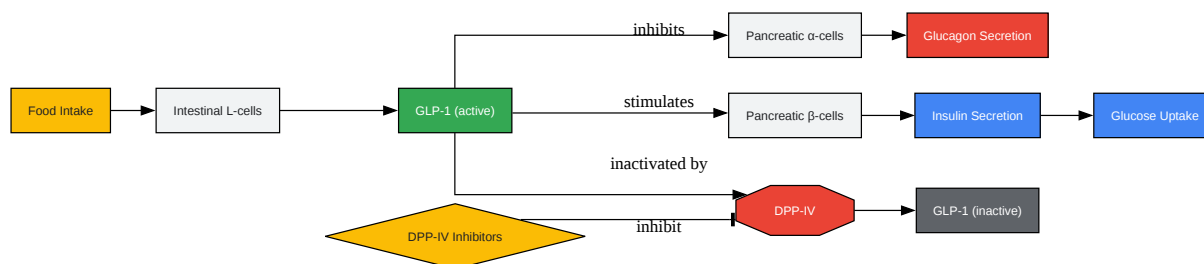 inhibits
Pancreatic α-cells
Glucagon Secretion
Food Intake
Intestinal L-cells
GLP-1 (active)
stimulates
Pancreatic β-cells
Insulin Secretion
Glucose Uptake
inactivated by
DPP-IV
GLP-1 (inactive)
DPP-IV Inhibitors
inhibit